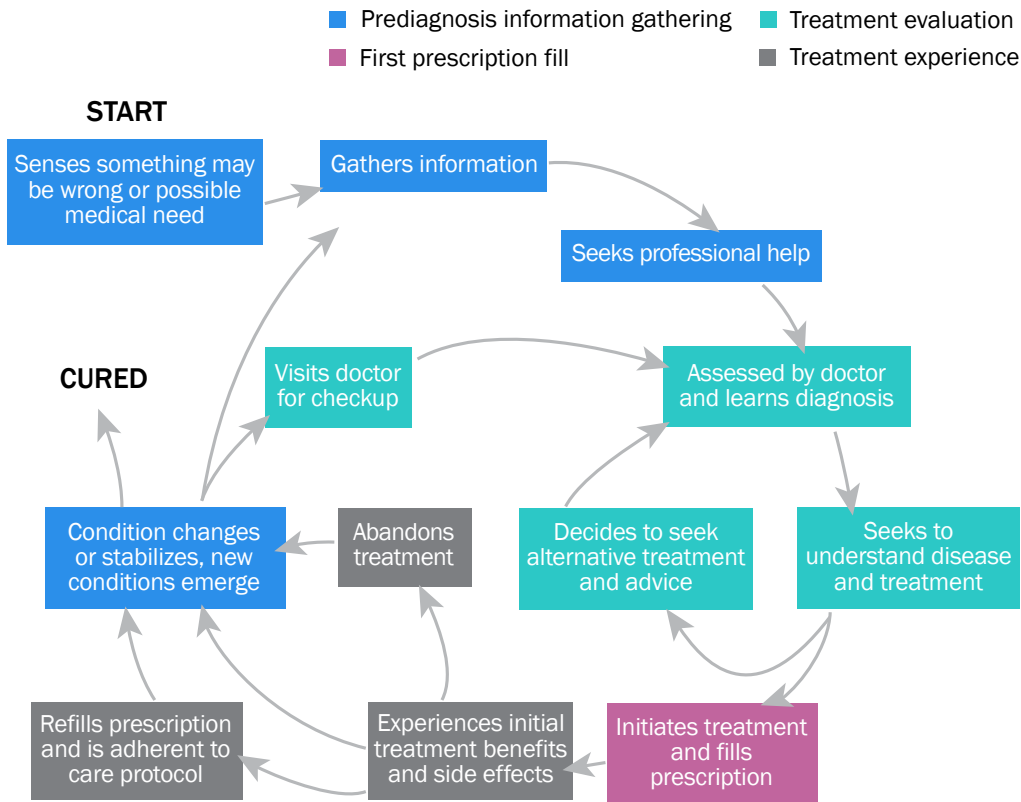 Prediagnosis information gathering
Treatment evaluation
First prescription fill
Treatment experience
START
Senses something may
be wrong or possible
medical need
Gathers information
Seeks professional help
CURED
Visits doctor
for checkup
Assessed by doctor
and learns diagnosis
Condition changes
or stabilizes, new
conditions emerge
Abandons
treatment
Decides to seek
alternative treatment
and advice
Seeks to
understand disease
and treatment
Refills prescription
and is adherent to
care protocol
Experiences initial
treatment benefits
and side effects
Initiates treatment
and fills
prescription